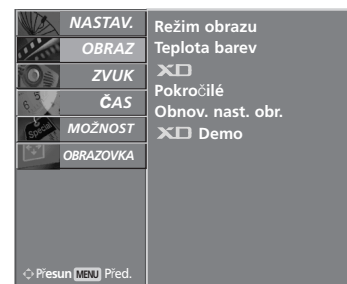 NASTAV.
OBRAZ
ZVUK
ČAS
MOŽNOST
Special
OBRAZOVKA
Přesun MENU Před.
Režim obrazu
Teplota barev
XD
Pokročilé
Obnov. nast. obr.
XD Demo